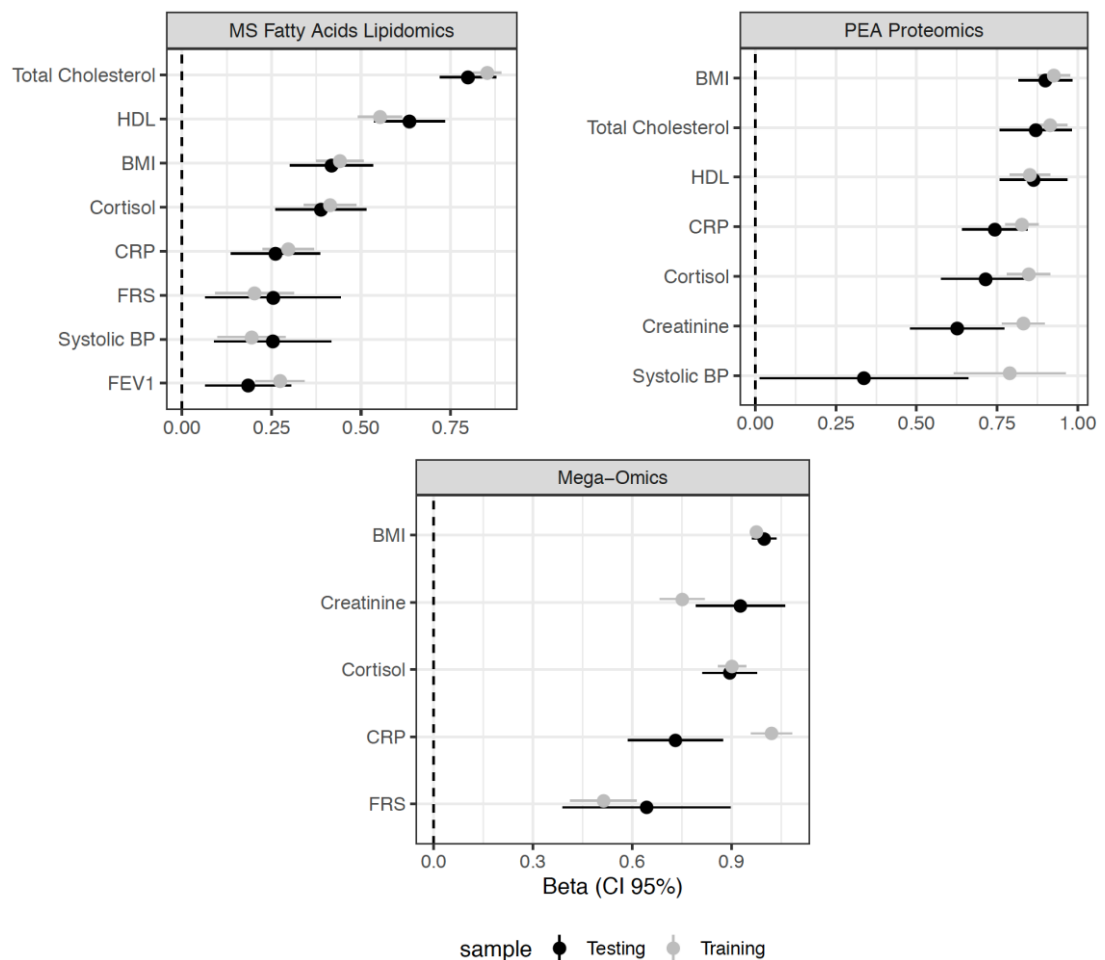 MS Fatty Acids Lipidomics
Total Cholesterol
HDL
BMI
Cortisol
CRP
FRS
Systolic BP
FEV1
0.00 0.25 0.50 0.75
PEA Proteomics
BMI
Total Cholesterol
HDL
CRP
Cortisol
Creatinine
Systolic BP
0.00 0.25 0.50 0.75 1.00
Mega−Omics
BMI
Creatinine
Cortisol
CRP
FRS
0.0 0.3 0.6 0.9
Beta (CI 95%)
sample Testing Training